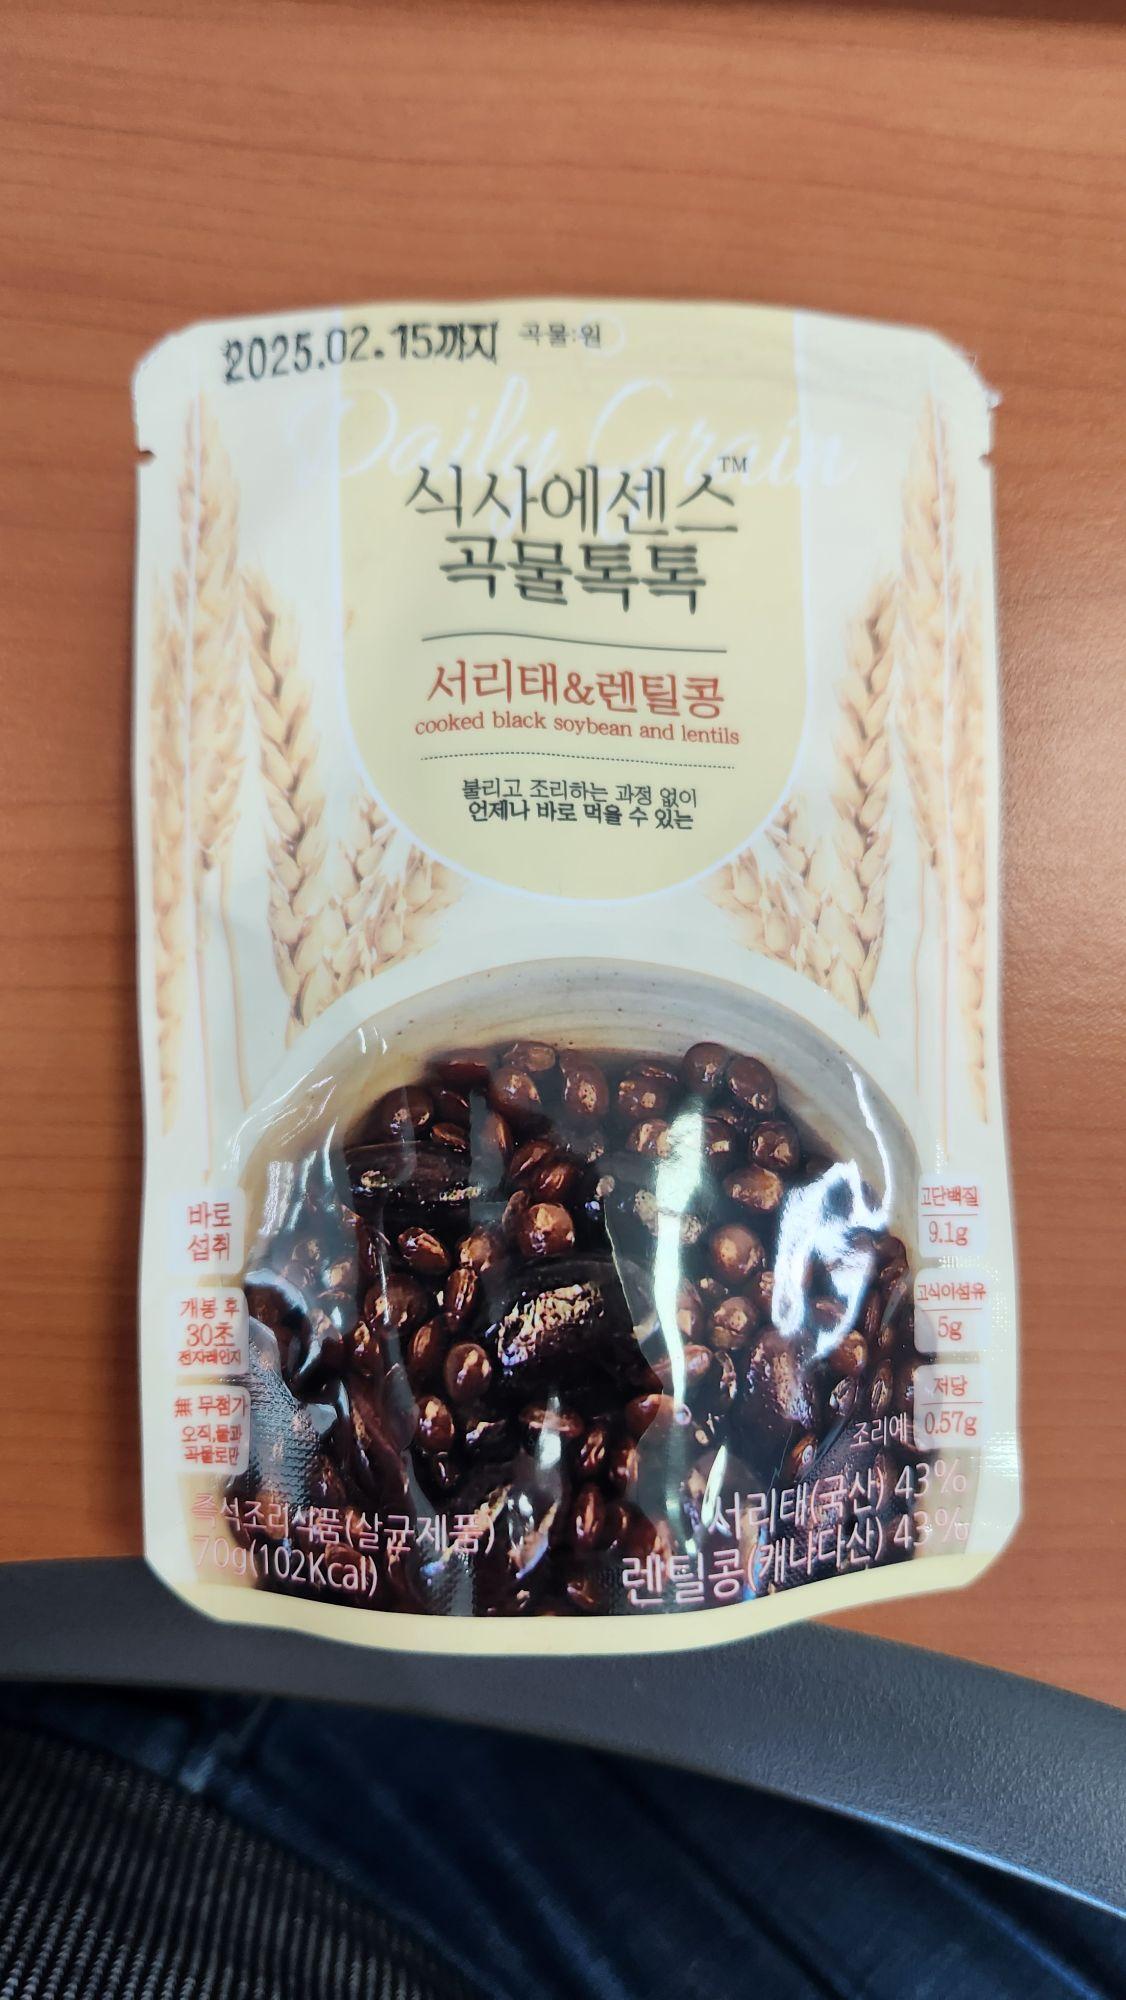 2025.02.15까지 곡물:원
Daily Grain
식사에센스™
곡물톡톡
서리태&렌틸콩
cooked black soybean and lentils
불리고 조리하는 과정 없이
언제나 바로 먹을 수 있는
바로
섭취
개봉 후
30초
전자레인지
無 무첨가
오직,물과
곡물로만
고단백질
9.1g
고식이섬유
5g
저당
0.57g
조리예
즉석조리식품(살균제품)
70g(102Kcal)
서리태(국산) 43%
렌틸콩(캐나다산) 43%